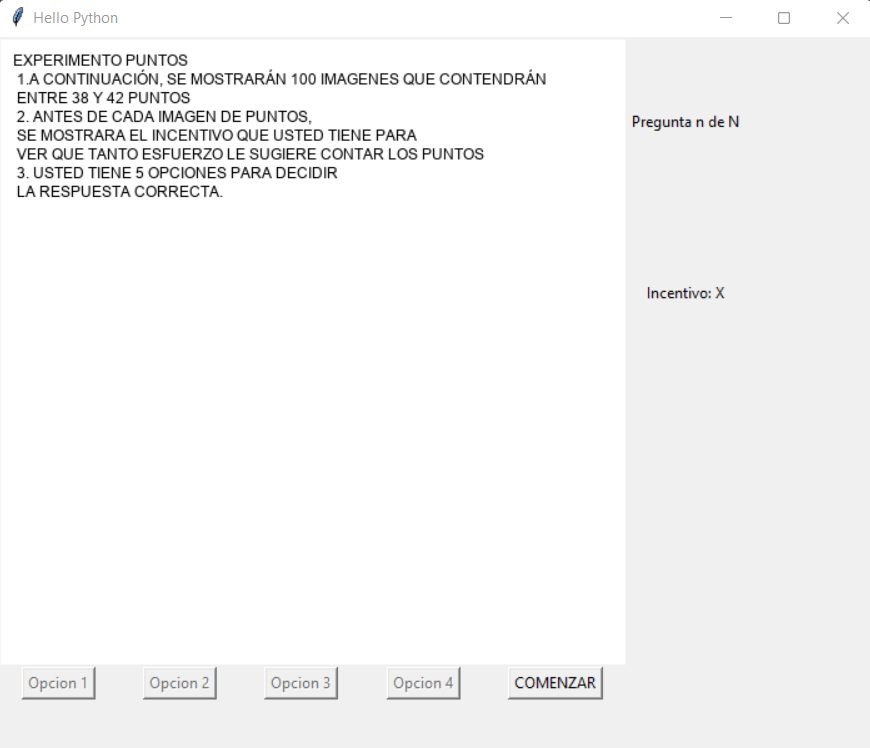 Hello Python
EXPERIMENTO PUNTOS
1.A CONTINUACIÓN, SE MOSTRARÁN 100 IMAGENES QUE CONTENDRÁN
ENTRE 38 Y 42 PUNTOS
2. ANTES DE CADA IMAGEN DE PUNTOS,
SE MOSTRARA EL INCENTIVO QUE USTED TIENE PARA
VER QUE TANTO ESFUERZO LE SUGIERE CONTAR LOS PUNTOS
3. USTED TIENE 5 OPCIONES PARA DECIDIR
LA RESPUESTA CORRECTA.
Pregunta n de N
Incentivo: X
Opcion 1
Opcion 2
Opcion 3
Opcion 4
COMENZAR